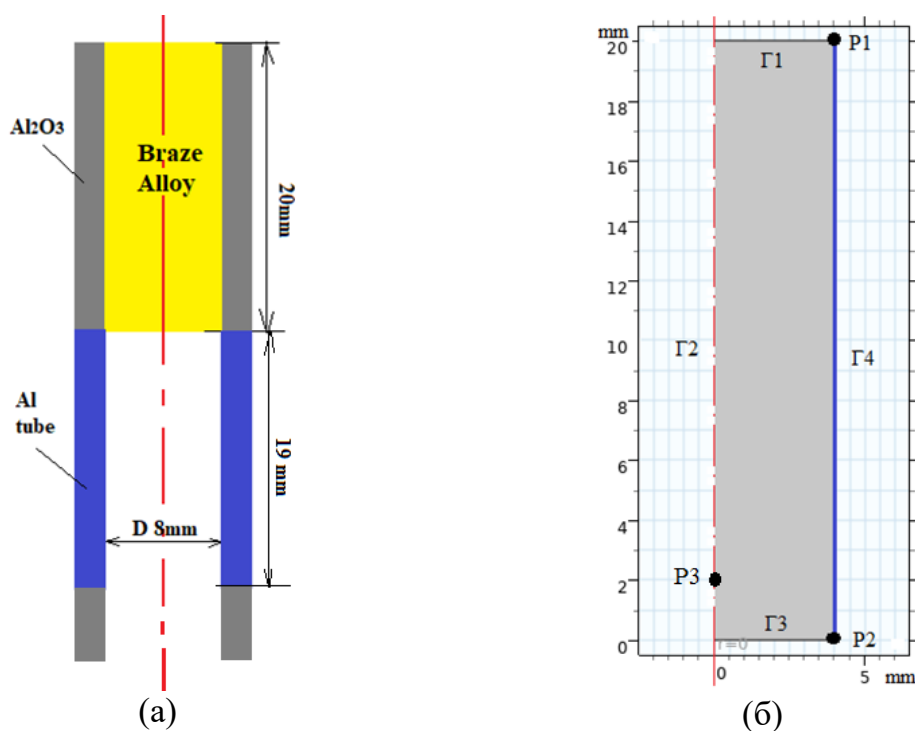 Al2O3
Braze
Alloy
20mm
Al
tube
19 mm
D 8mm
(а)
mm
20
18
16
14
12
10
8
6
4
2
0
P1
Γ1
Γ2
Γ4
P3
Γ3
P2
r=0
0
5
mm
(б)